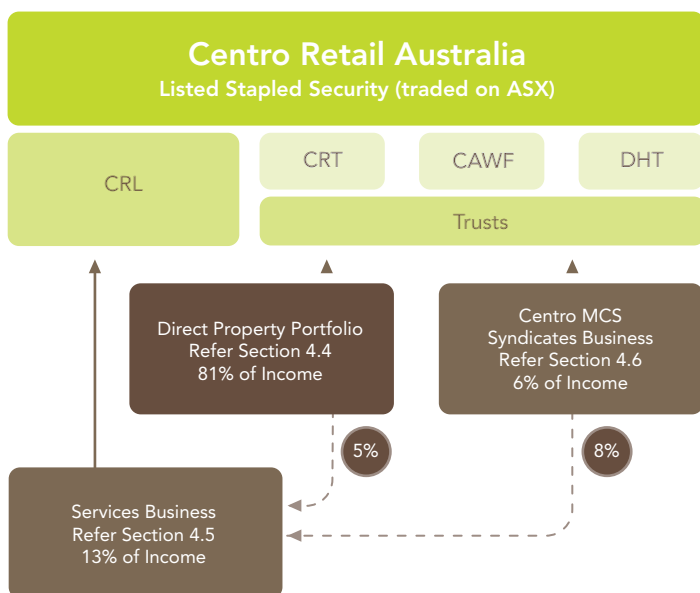 Centro Retail Australia
Listed Stapled Security (traded on ASX)
CRL
CRT
CAWF
DHT
Trusts
Direct Property Portfolio
Refer Section 4.4
81% of Income
Centro MCS
Syndicates Business
Refer Section 4.6
6% of Income
5%
8%
Services Business
Refer Section 4.5
13% of Income